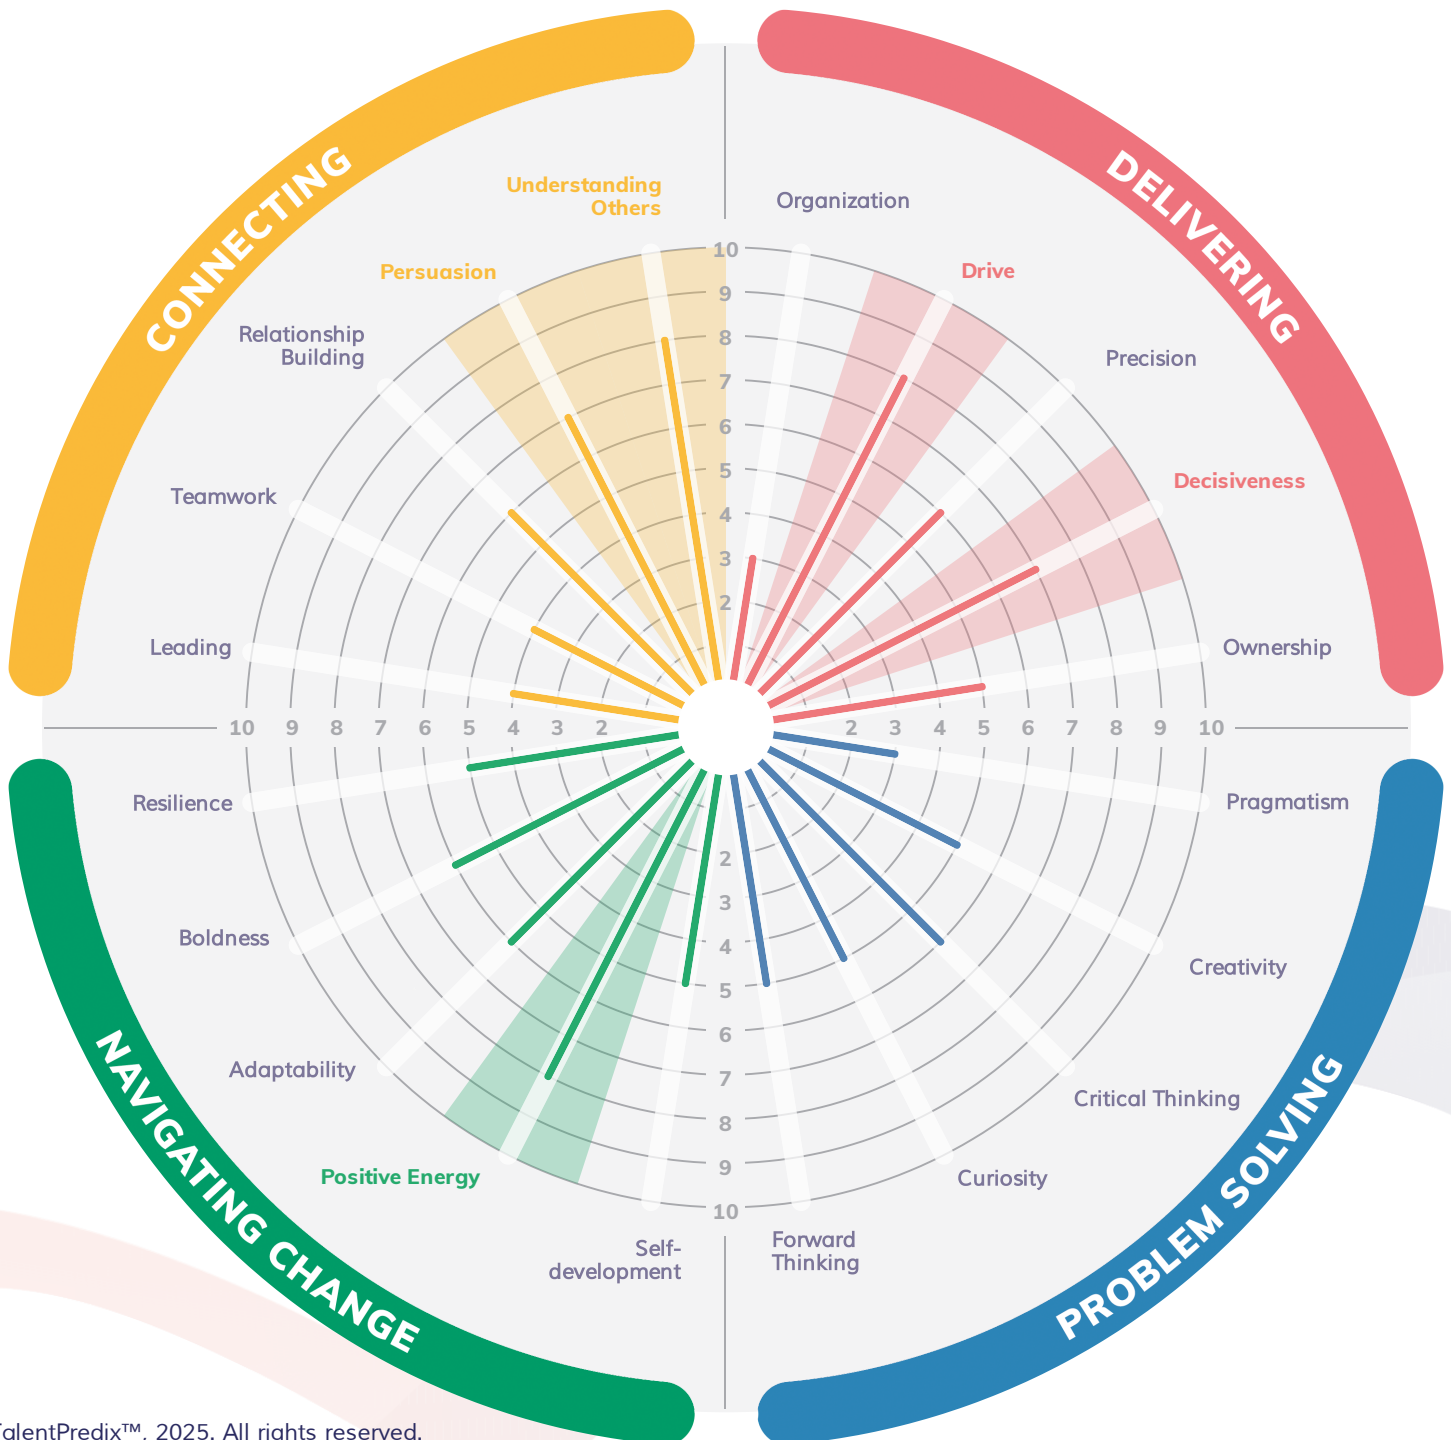 CONNECTING
DELIVERING
Understanding
Others
Organization
Persuasion
Drive
Relationship
Building
Precision
Teamwork
Decisiveness
Leading
Ownership
10
9
8
7
6
5
4
3
2
10 9 8 7 6 5 4 3 2
2 3 4 5 6 7 8 9 10
Resilience
Pragmatism
2
3
4
5
6
7
8
9
10
Boldness
Creativity
Adaptability
Critical Thinking
Positive Energy
Curiosity
Self-
development
Forward
Thinking
NAVIGATING CHANGE
PROBLEM SOLVING
TalentPredix™, 2025. All rights reserved.